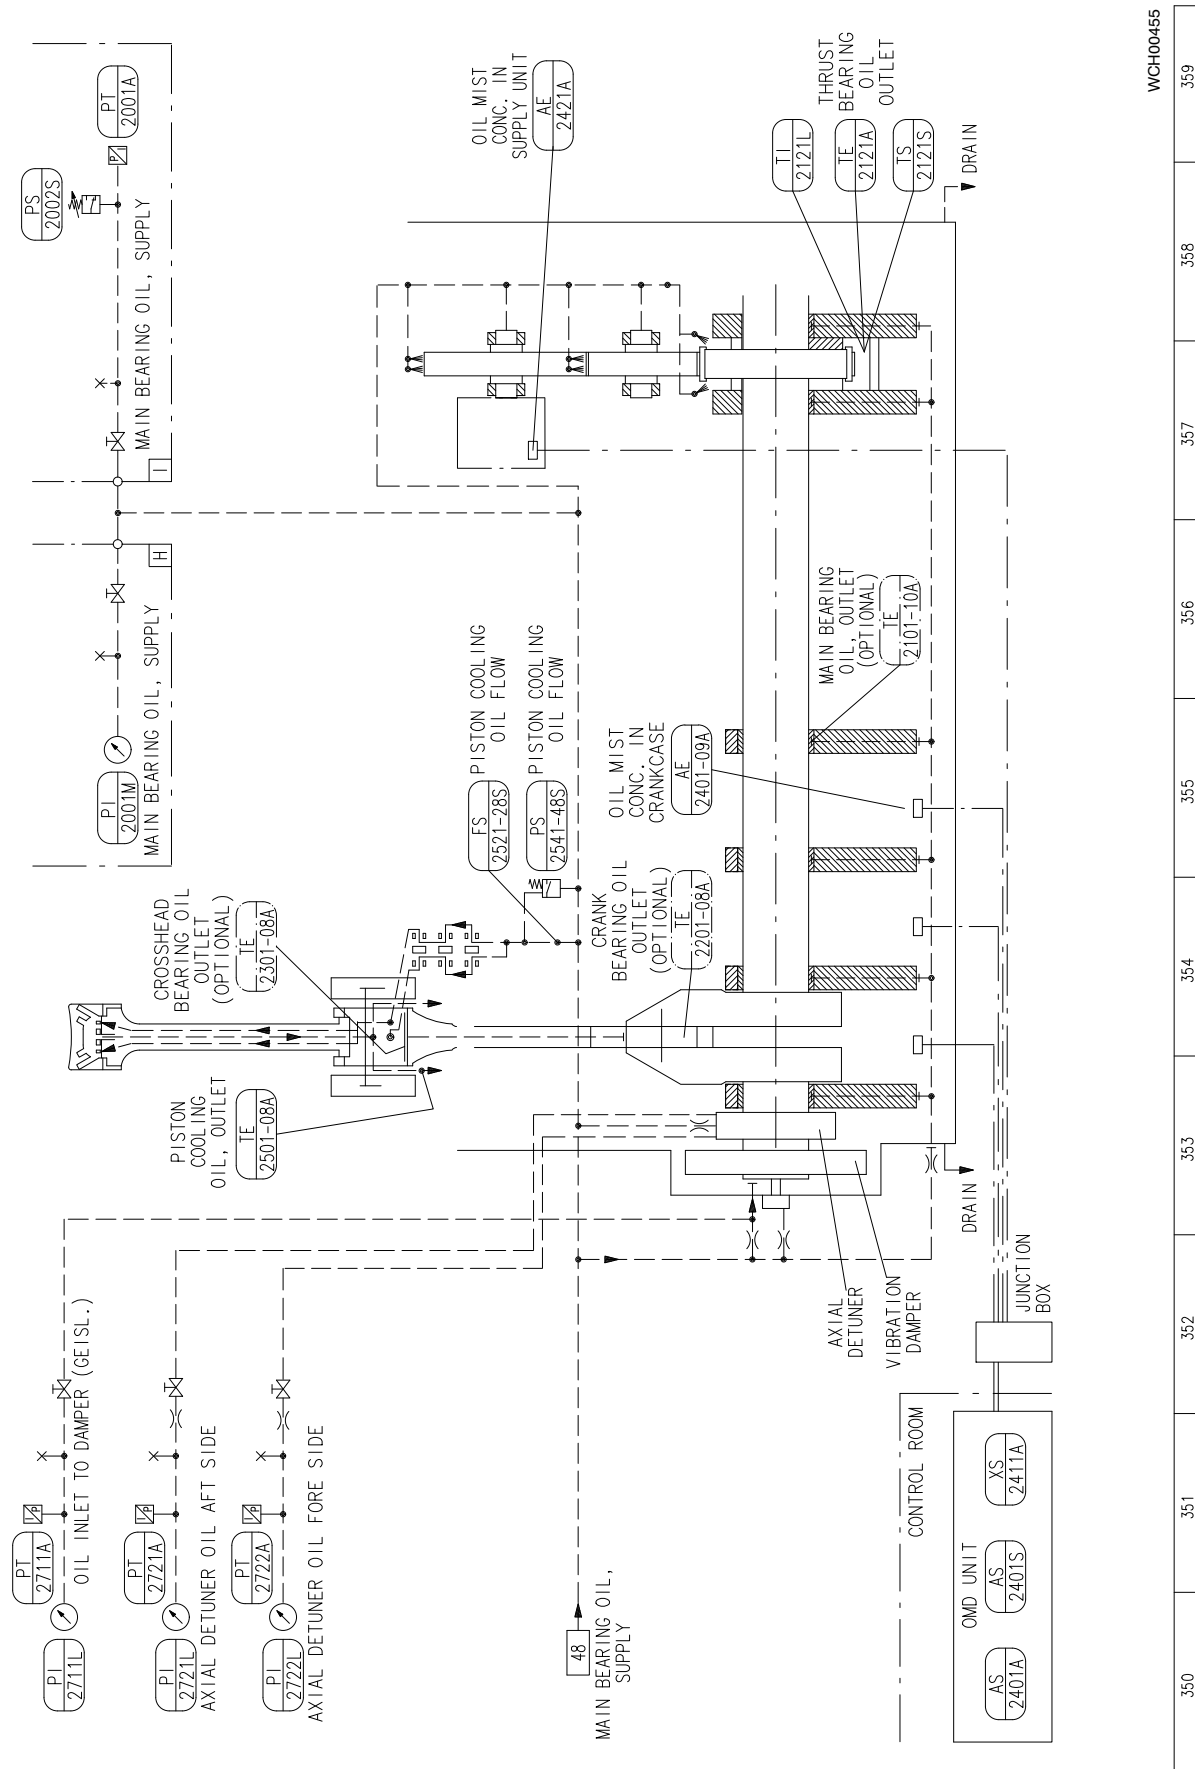 WCH00455
PI
2711L
PT
2711A
OIL INLET TO DAMPER (GEISL.)
PI
2721L
PT
2721A
AXIAL DETUNER OIL AFT SIDE
PI
2722L
PT
2722A
AXIAL DETUNER OIL FORE SIDE
48
MAIN BEARING OIL,
SUPPLY
CONTROL ROOM
OMD UNIT
AS
2401A
AS
2401S
XS
2411A
JUNCTION
BOX
AXIAL
DETUNER
VIBRATION
DAMPER
DRAIN
PISTON
COOLING
OIL, OUTLET
TE
2501-08A
CROSSHEAD
BEARING OIL
OUTLET
(OPTIONAL)
TE
2301-08A
PI
2001M
MAIN BEARING OIL, SUPPLY
H
I
PS
2002S
PT
2001A
P
I
I/P
I/P
I/P
MAIN BEARING OIL, SUPPLY
FS
2521-28S
PISTON COOLING
OIL FLOW
PS
2541-48S
PISTON COOLING
OIL FLOW
CRANK
BEARING OIL
OUTLET
(OPTIONAL)
TE
2201-08A
OIL MIST
CONC. IN
CRANKCASE
AE
2401-09A
MAIN BEARING
OIL, OUTLET
(OPTIONAL)
TE
2101-10A
OIL MIST
CONC. IN
SUPPLY UNIT
AE
2421A
TI
2121L
TE
2121A
TS
2121S
THRUST
BEARING
OIL
OUTLET
DRAIN
350
351
352
353
354
355
356
357
358
359